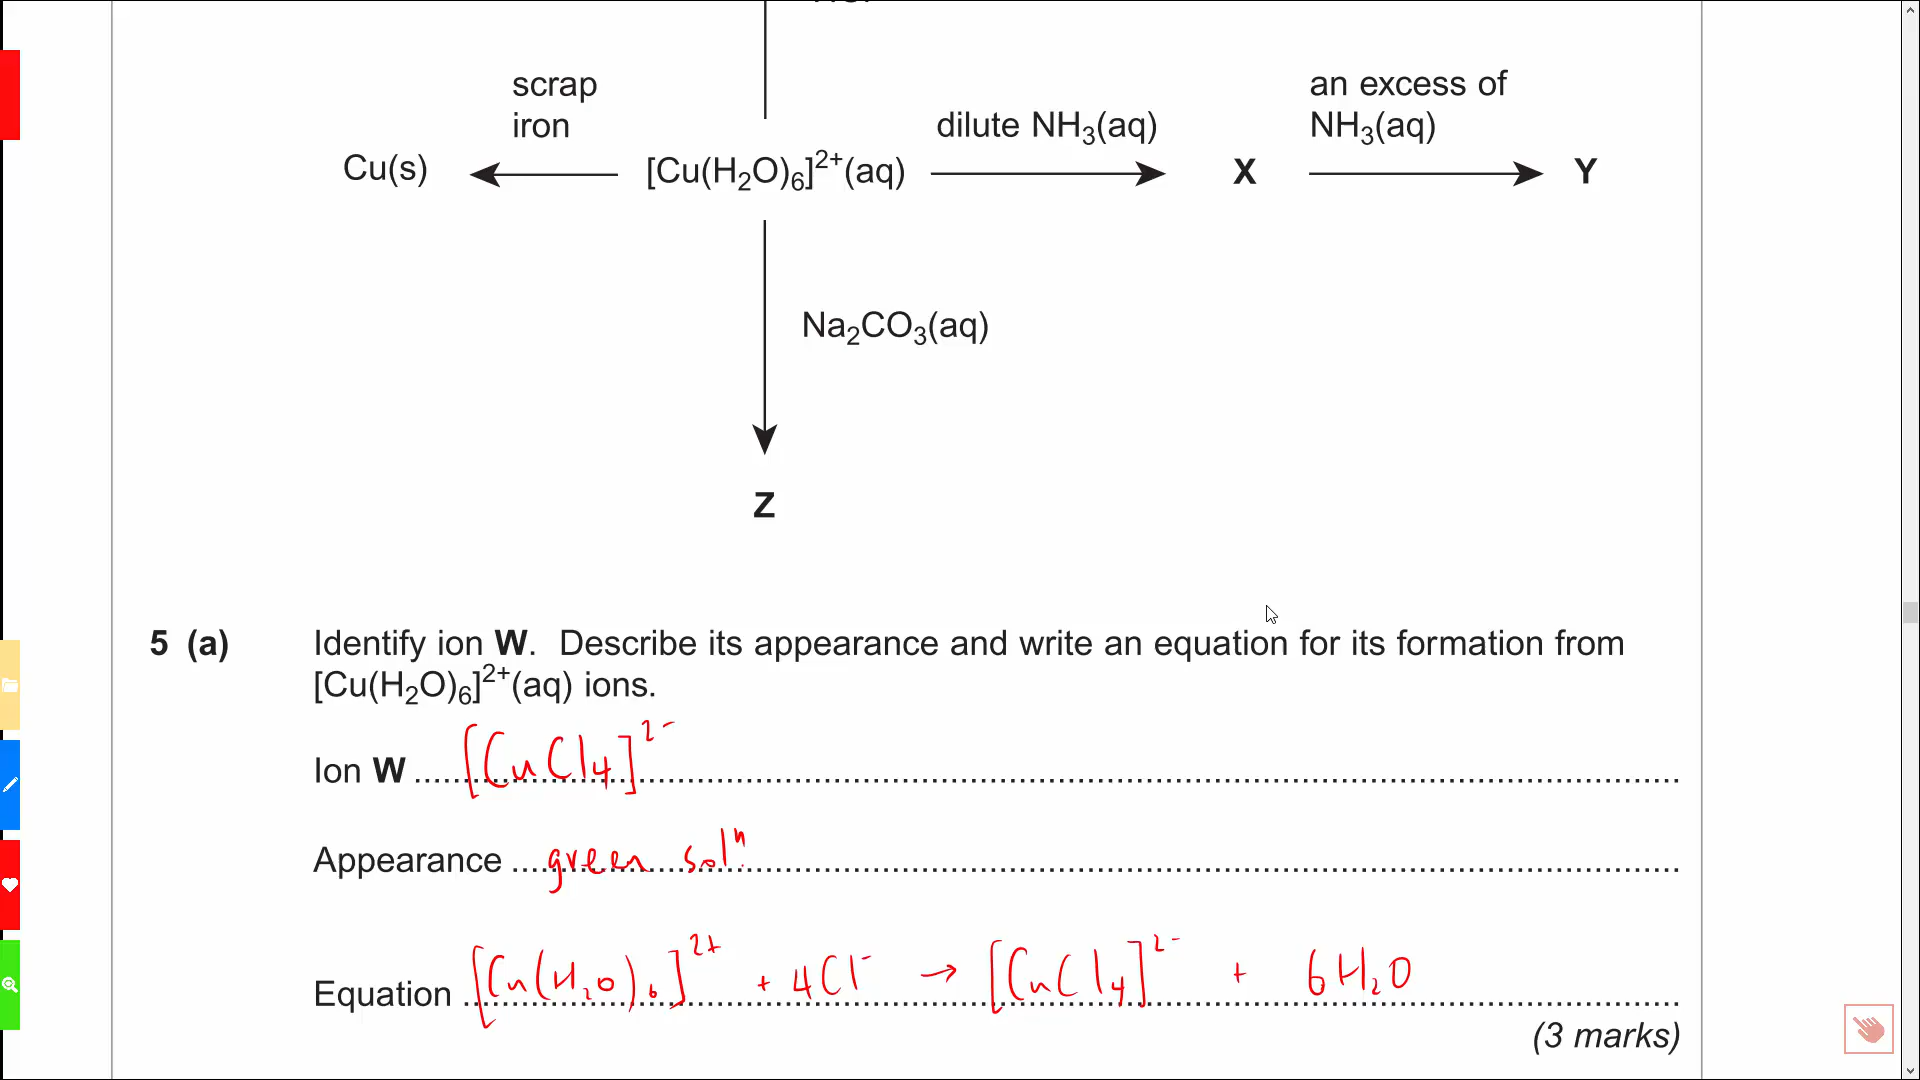 scrap
iron
an excess of
NH₃(aq)
dilute NH₃(aq)
Cu(s) [Cu(H₂O)₆]²⁺(aq) X Y
Na₂CO₃(aq)
Z
5 (a) Identify ion W. Describe its appearance and write an equation for its formation from
[Cu(H₂O)₆]²⁺(aq) ions.
Ion W [CuCl₄]²⁻
Appearance green solⁿ
Equation [Cu(H₂O)₆]²⁺ + 4Cl⁻ → [CuCl₄]²⁻ + 6H₂O
(3 marks)